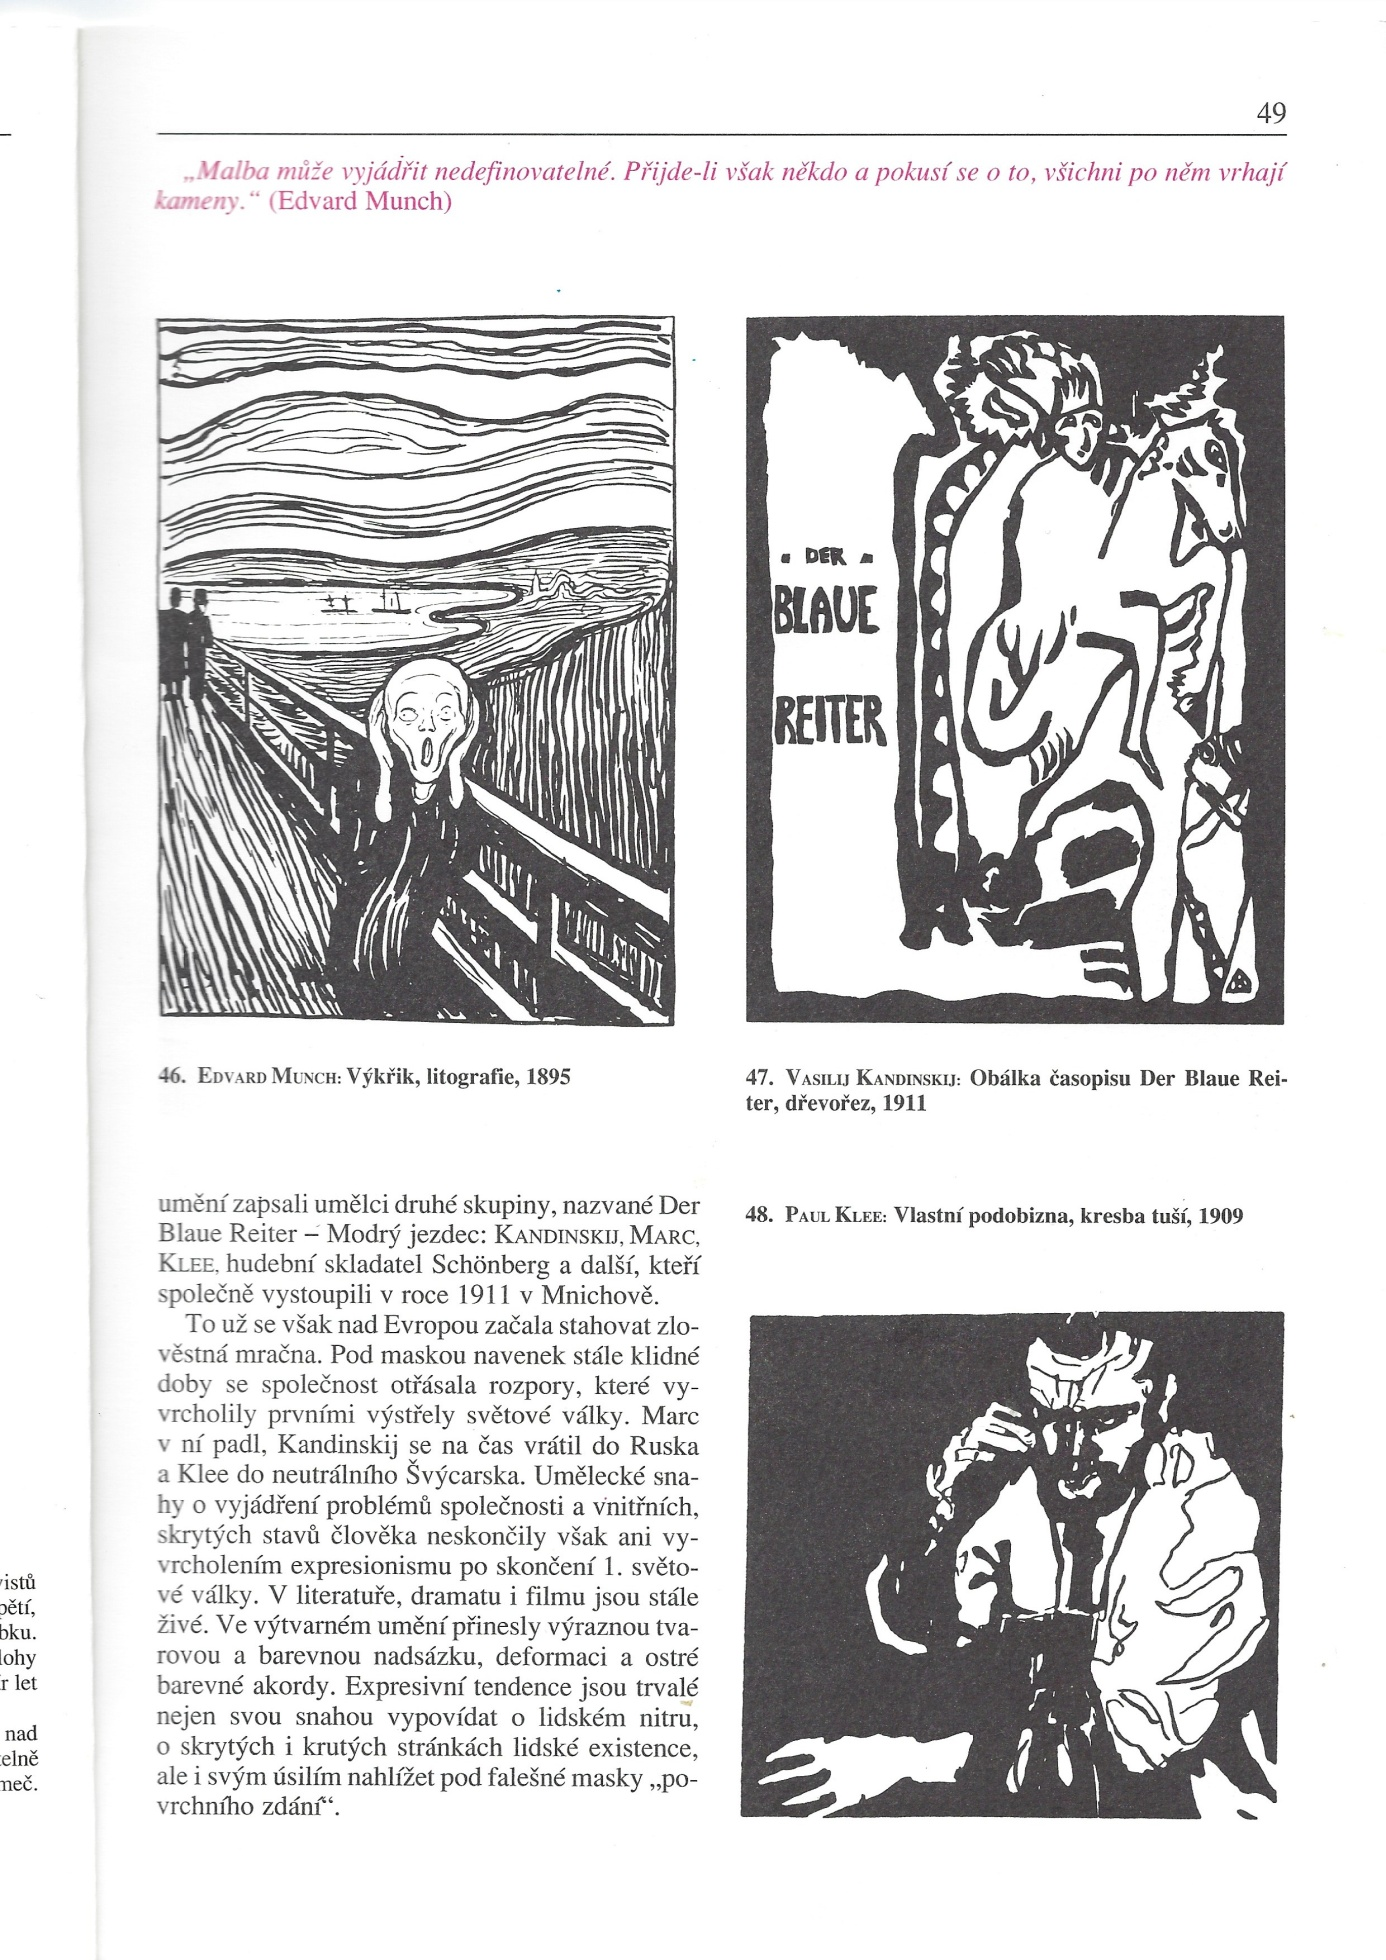 49
„Malba může vyjádřit nedefinovatelné. Přijde-li však někdo a pokusí se o to, všichni po něm vrhají
kameny.“ (Edvard Munch)
DER
BLAUE
REITER
46. EDVARD MUNCH: Výkřik, litografie, 1895
47. VASILIJ KANDINSKIJ: Obálka časopisu Der Blaue Rei-
ter, dřevořez, 1911
umění zapsali umělci druhé skupiny, nazvané Der
Blaue Reiter – Modrý jezdec: KANDINSKIJ, MARC,
KLEE, hudební skladatel Schönberg a další, kteří
společně vystoupili v roce 1911 v Mnichově.
To už se však nad Evropou začala stahovat zlo-
věstná mračna. Pod maskou navenek stále klidné
doby se společnost otřásala rozpory, které vy-
vrcholily prvními výstřely světové války. Marc
v ní padl, Kandinskij se na čas vrátil do Ruska
a Klee do neutrálního Švýcarska. Umělecké sna-
hy o vyjádření problémů společnosti a vnitřních,
skrytých stavů člověka neskončily však ani vy-
vrcholením expresionismu po skončení 1. světo-
vé války. V literatuře, dramatu i filmu jsou stále
živé. Ve výtvarném umění přinesly výraznou tva-
rovou a barevnou nadsázku, deformaci a ostré
barevné akordy. Expresivní tendence jsou trvalé
nejen svou snahou vypovídat o lidském nitru,
o skrytých i krutých stránkách lidské existence,
ale i svým úsilím nahlížet pod falešné masky „po-
vrchního zdání“.
48. PAUL KLEE: Vlastní podobizna, kresba tuší, 1909
let
nad